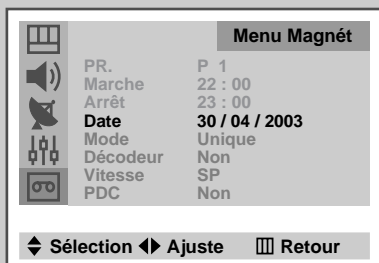 Menu Magnét
PR. P 1
Marche 22 : 00
Arrêt 23 : 00
Date 30 / 04 / 2003
Mode Unique
Décodeur Non
Vitesse SP
PDC Non
Sélection Ajuste Retour